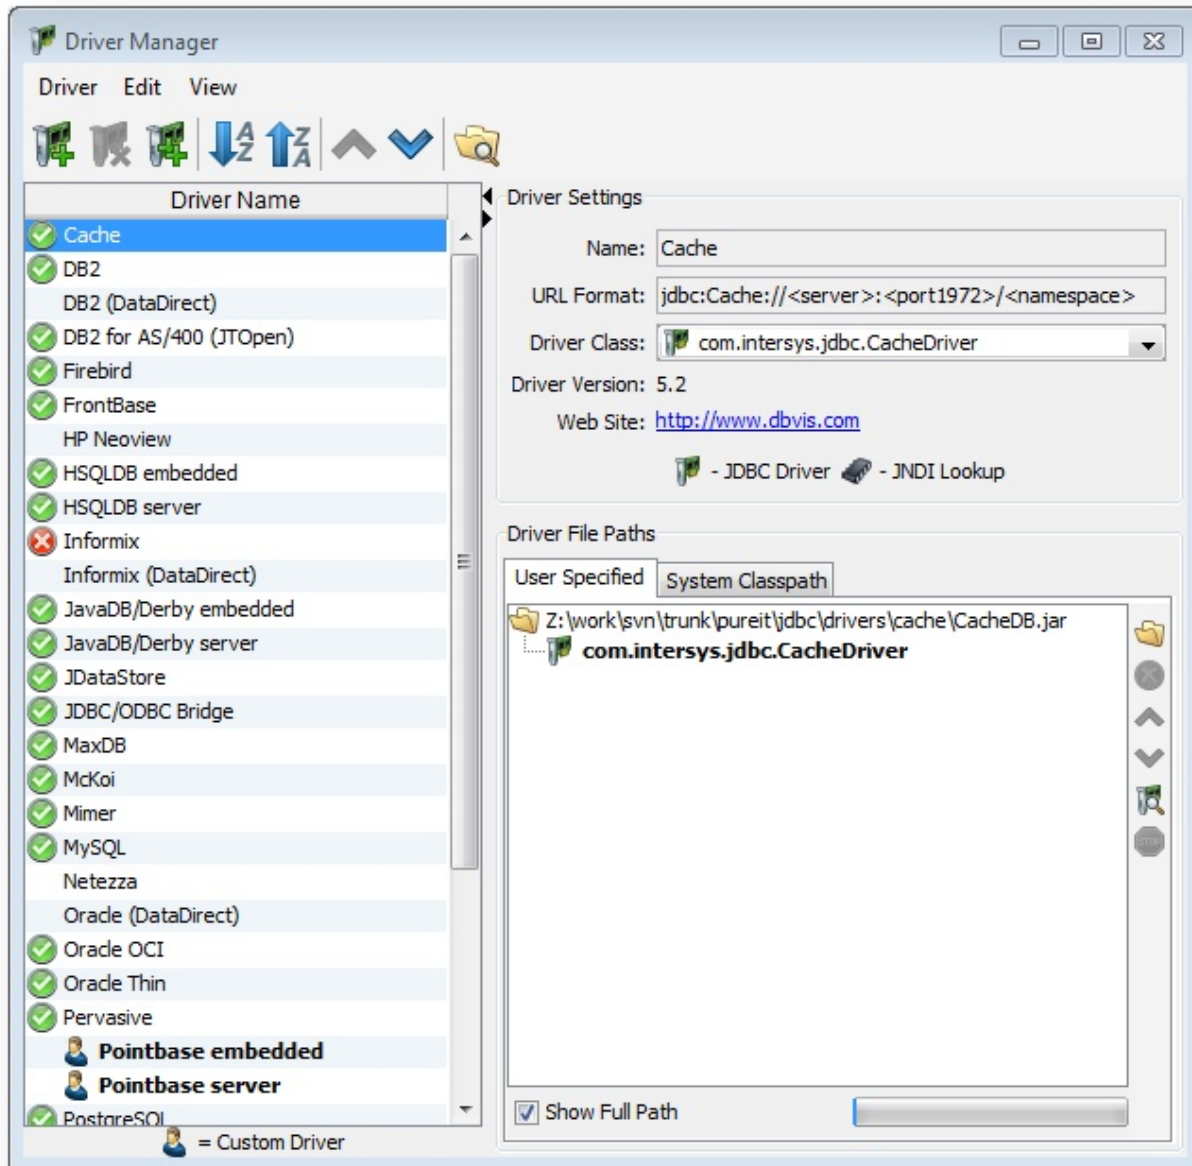 Driver Manager
Driver Edit View
Driver Name
Cache
DB2
DB2 (DataDirect)
DB2 for AS/400 (JTOpen)
Firebird
FrontBase
HP Neoview
HSQLDB embedded
HSQLDB server
Informix
Informix (DataDirect)
JavaDB/Derby embedded
JavaDB/Derby server
JDataStore
JDBC/ODBC Bridge
MaxDB
McKoi
Mimer
MySQL
Netezza
Oracle (DataDirect)
Oracle OCI
Oracle Thin
Pervasive
Pointbase embedded
Pointbase server
PostgreSQL
= Custom Driver
Driver Settings
Name: Cache
URL Format: jdbc:Cache://<server>:<port1972>/<namespace>
Driver Class: com.intersys.jdbc.CacheDriver
Driver Version: 5.2
Web Site: http://www.dbvis.com
- JDBC Driver - JNDI Lookup
Driver File Paths
User Specified System Classpath
Z:\work\svn\trunk\pureit\jdbc\drivers\cache\CacheDB.jar
com.intersys.jdbc.CacheDriver
STOP
Show Full Path